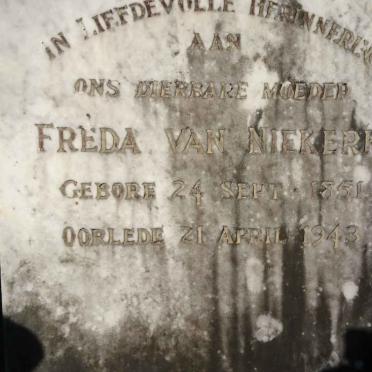 IN LIEFDEVOLLE HERINNERING
AAN
ONS DIERBARE MOEDER
FREDA VAN NIEKERK
GEBORE 24 SEPT. 1881
OORLEDE 21 APRIL 1943